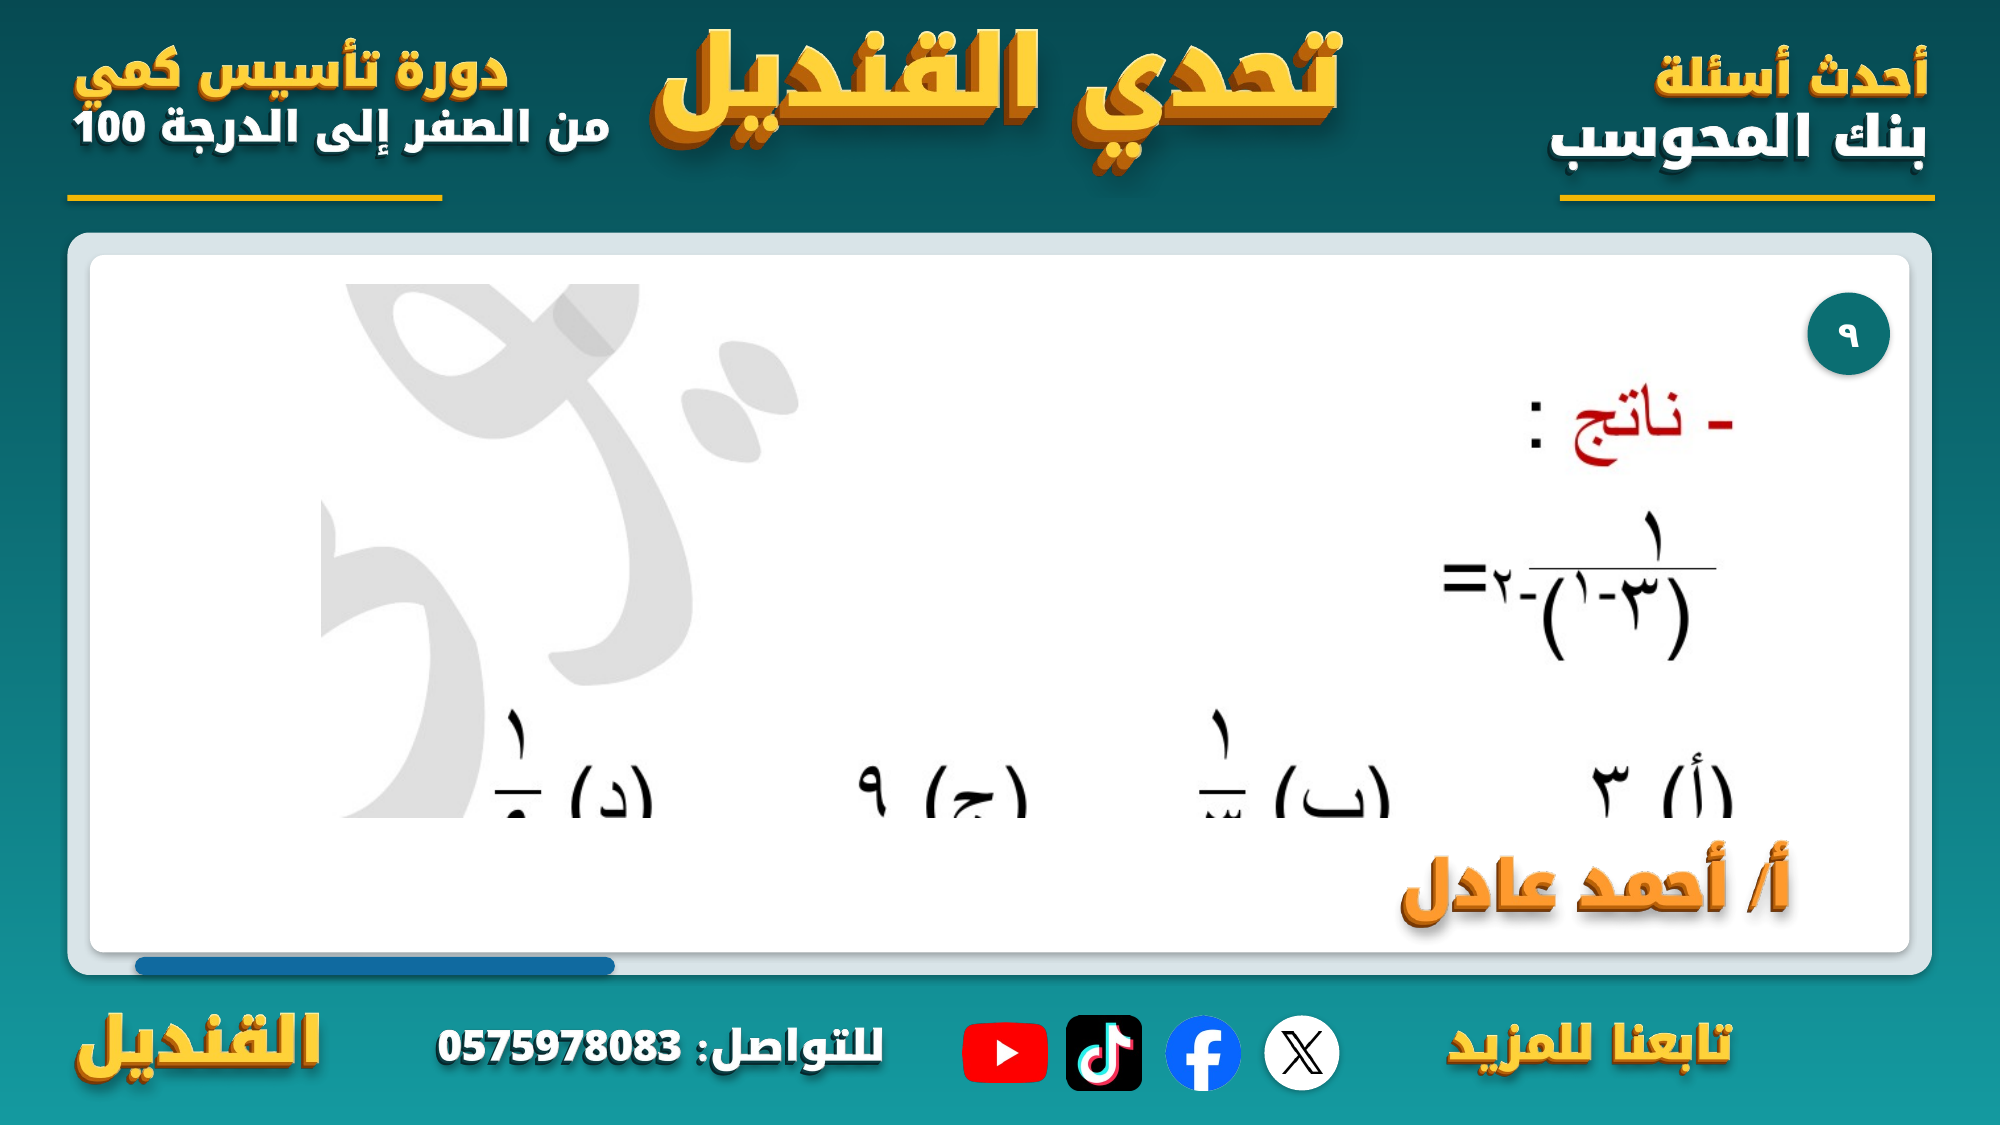 أحدث أسئلة
بنك المحوسب
تحدي القنديل
دورة تأسيس كمي
من الصفر إلى الدرجة 100
٩
- ناتج :
١
(٣-١)-٢=
(أ) ٣
(ب) ١/٣
(ج) ٩
(د) ١
أ/ أحمد عادل
تابعنا للمزيد
للتواصل: 0575978083
القنديل